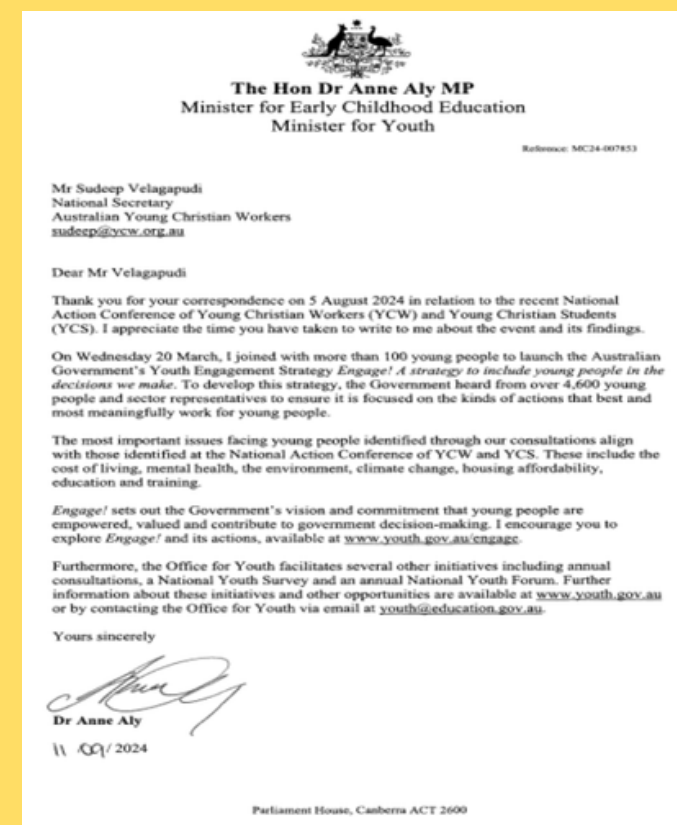 The Hon Dr Anne Aly MP
Minister for Early Childhood Education
Minister for Youth
Reference: MC24-007853
Mr Sudeep Velagapudi
National Secretary
Australian Young Christian Workers
sudeep@ycw.org.au
Dear Mr Velagapudi
Thank you for your correspondence on 5 August 2024 in relation to the recent National
Action Conference of Young Christian Workers (YCW) and Young Christian Students
(YCS). I appreciate the time you have taken to write to me about the event and its findings.
On Wednesday 20 March, I joined with more than 100 young people to launch the Australian
Government's Youth Engagement Strategy Engage! A strategy to include young people in the
decisions we make. To develop this strategy, the Government heard from over 4,600 young
people and sector representatives to ensure it is focused on the kinds of actions that best and
most meaningfully work for young people.
The most important issues facing young people identified through our consultations align
with those identified at the National Action Conference of YCW and YCS. These include the
cost of living, mental health, the environment, climate change, housing affordability,
education and training.
Engage! sets out the Government's vision and commitment that young people are
empowered, valued and contribute to government decision-making. I encourage you to
explore Engage! and its actions, available at www.youth.gov.au/engage.
Furthermore, the Office for Youth facilitates several other initiatives including annual
consultations, a National Youth Survey and an annual National Youth Forum. Further
information about these initiatives and other opportunities are available at www.youth.gov.au
or by contacting the Office for Youth via email at youth@education.gov.au.
Yours sincerely
Dr Anne Aly
11 /09/ 2024
Parliament House, Canberra ACT 2600